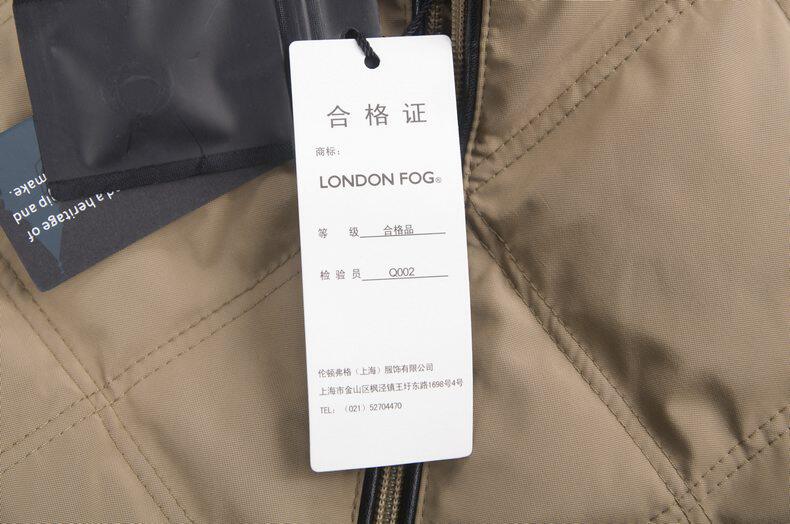 合格证
商标：
LONDON FOG®
等 级 合格品
检验员 Q002
伦顿弗格（上海）服饰有限公司
上海市金山区枫泾镇王圩东路1698号4号
TEL：（021）52704470
d a heritage of
ip and
make.